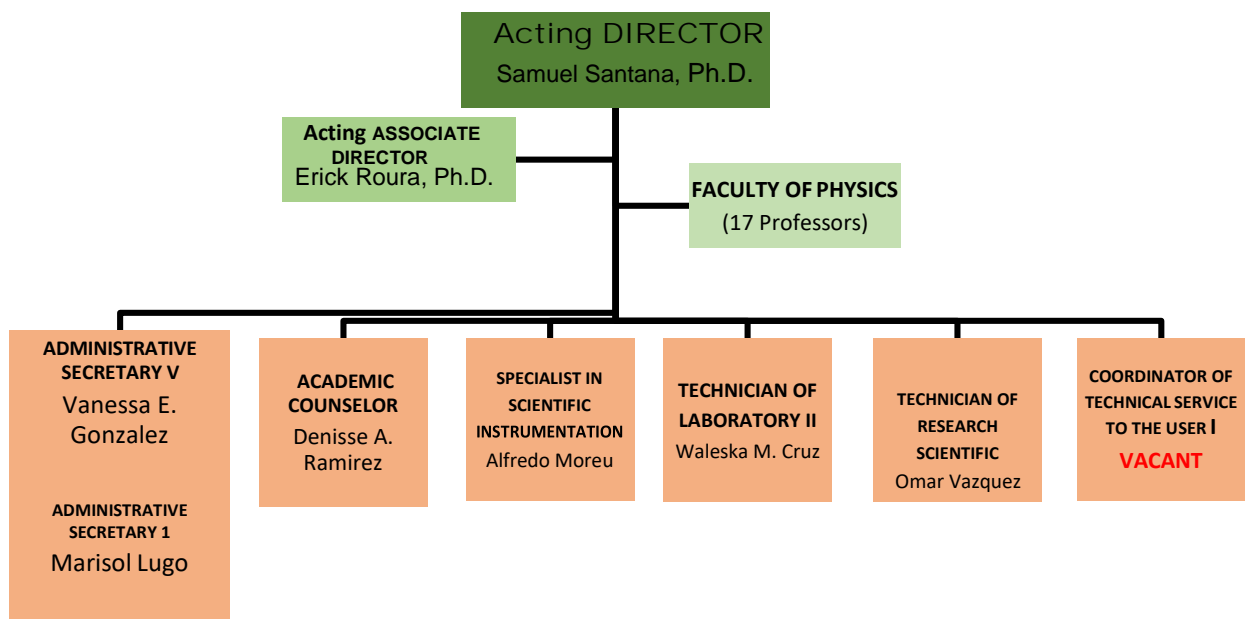 Acting DIRECTOR
Samuel Santana, Ph.D.
Acting ASSOCIATE
DIRECTOR
Erick Roura, Ph.D.
FACULTY OF PHYSICS
(17 Professors)
ADMINISTRATIVE
SECRETARY V
Vanessa E.
Gonzalez
ADMINISTRATIVE
SECRETARY 1
Marisol Lugo
ACADEMIC
COUNSELOR
Denisse A.
Ramirez
SPECIALIST IN
SCIENTIFIC
INSTRUMENTATION
Alfredo Moreu
TECHNICIAN OF
LABORATORY II
Waleska M. Cruz
TECHNICIAN OF
RESEARCH
SCIENTIFIC
Omar Vazquez
COORDINATOR OF
TECHNICAL SERVICE
TO THE USER I
VACANT